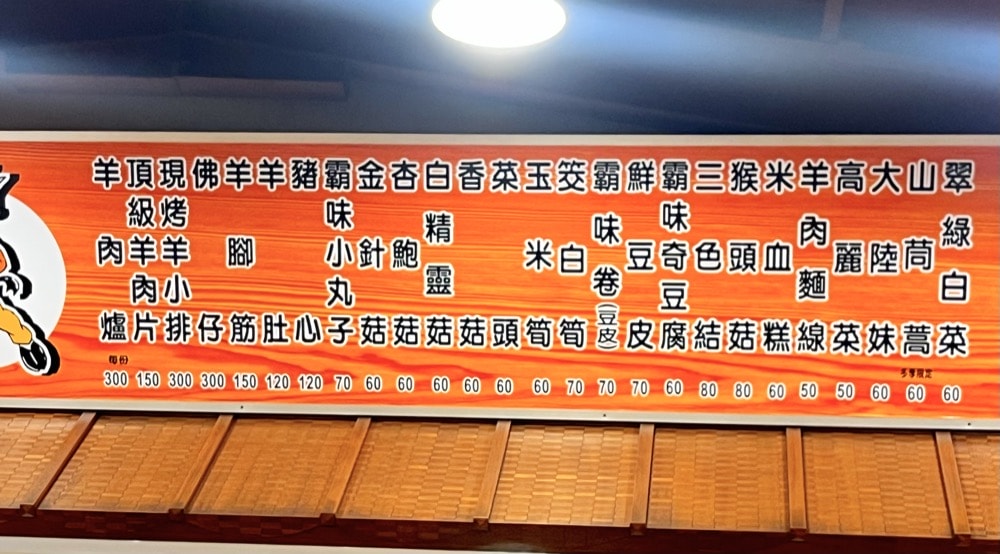 羊肉爐
每份
300
頂級羊肉片
150
現烤羊小排
300
佛仔
300
羊腳筋
150
羊肚
120
豬心
120
霸味小丸子
70
金針菇
60
杏鮑菇
60
白精靈菇
60
香菇
60
菜頭
60
玉米筍
60
筊白筍
70
霸味卷(豆皮)
70
鮮豆皮
70
霸味奇豆腐
60
三色結
80
猴頭菇
80
米血糕
60
羊肉麵線
50
高麗菜
50
大陸妹
60
山茼蒿
冬季限定
60
翠綠白菜
60